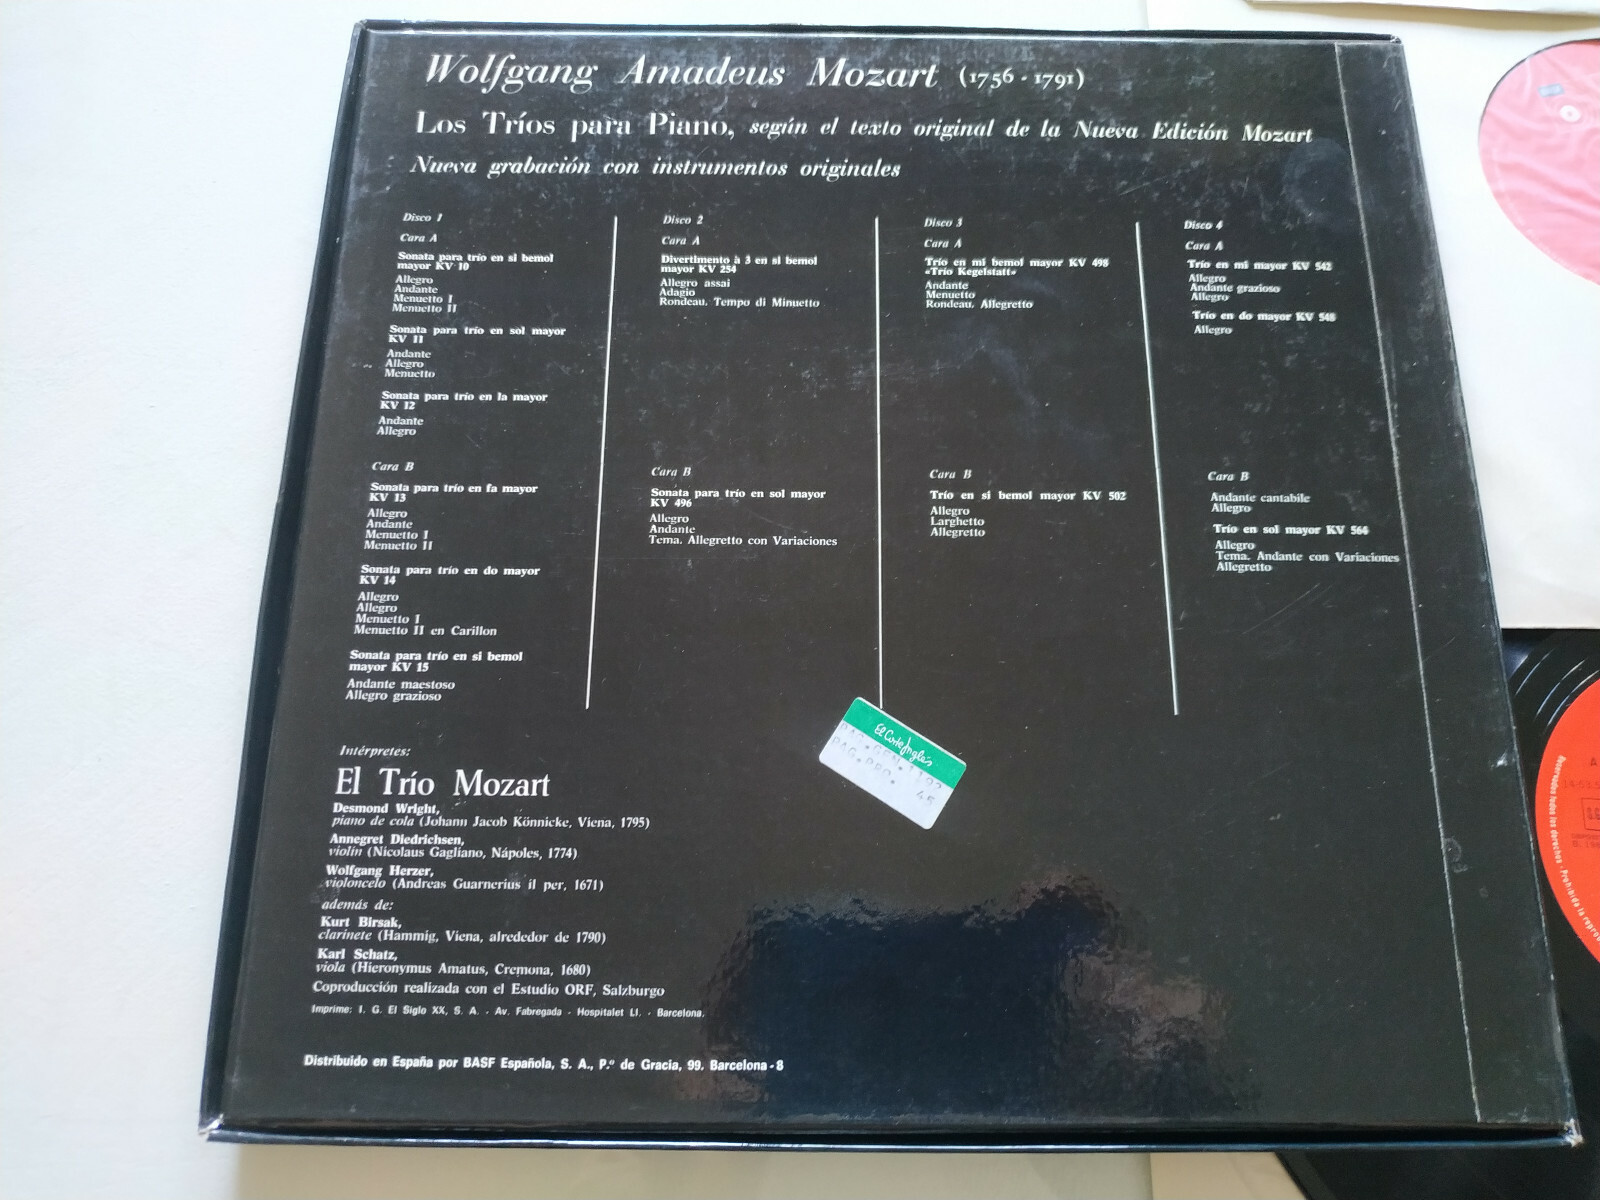 Wolfgang Amadeus Mozart (1756 - 1791)
Los Tríos para Piano, según el texto original de la Nueva Edición Mozart
Nueva grabación con instrumentos originales
Disco 1
Cara A
Sonata para trío en si bemol
mayor KV 10
Allegro
Andante
Menuetto I
Menuetto II
Sonata para trío en sol mayor
KV 11
Andante
Allegro
Menuetto
Sonata para trío en la mayor
KV 12
Andante
Allegro
Cara B
Sonata para trío en fa mayor
KV 13
Allegro
Andante
Menuetto I
Menuetto II
Sonata para trío en do mayor
KV 14
Allegro
Allegro
Menuetto I
Menuetto II en Carillon
Sonata para trío en si bemol
mayor KV 15
Andante maestoso
Allegro grazioso
Disco 2
Cara A
Divertimento à 3 en si bemol
mayor KV 254
Allegro assai
Adagio
Rondeau. Tempo di Minuetto
Cara B
Sonata para trío en sol mayor
KV 496
Allegro
Andante
Tema. Allegretto con Variaciones
Disco 3
Cara A
Trío en mi bemol mayor KV 498
«Trío Kegelstatt»
Andante
Menuetto
Rondeau. Allegretto
Cara B
Trío en si bemol mayor KV 502
Allegro
Larghetto
Allegretto
Disco 4
Cara A
Trío en mi mayor KV 542
Allegro
Andante grazioso
Allegro
Trío en do mayor KV 548
Allegro
Cara B
Andante cantabile
Allegro
Trío en sol mayor KV 564
Allegro
Tema. Andante con Variaciones
Allegretto
El Corte Inglés
45
Intérpretes:
El Trío Mozart
Desmond Wright,
piano de cola (Johann Jacob Könnicke, Viena, 1795)
Annegret Diedrichsen,
violín (Nicolaus Gagliano, Nápoles, 1774)
Wolfgang Herzer,
violoncelo (Andreas Guarnerius il per, 1671)
además de:
Kurt Birsak,
clarinete (Hammig, Viena, alrededor de 1790)
Karl Schatz,
viola (Hieronymus Amatus, Cremona, 1680)
Coproducción realizada con el Estudio ORF, Salzburgo
Imprime: I. G. El Siglo XX, S. A. - Av. Fabregada - Hospitalet Ll. - Barcelona.
Distribuido en España por BASF Española, S. A., P.º de Gracia, 99. Barcelona - 8
Reservados todos los derechos - Prohibida la